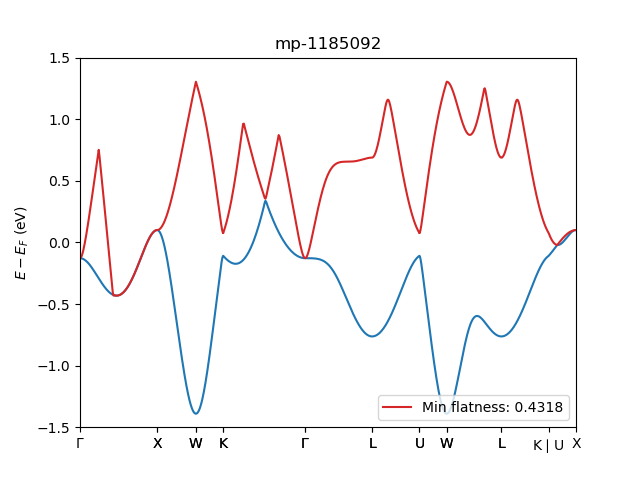 mp-1185092
1.5
1.0
0.5
0.0
−0.5
−1.0
−1.5
E − E_F (eV)
Min flatness: 0.4318
Γ X W K Γ L U W L K | U X